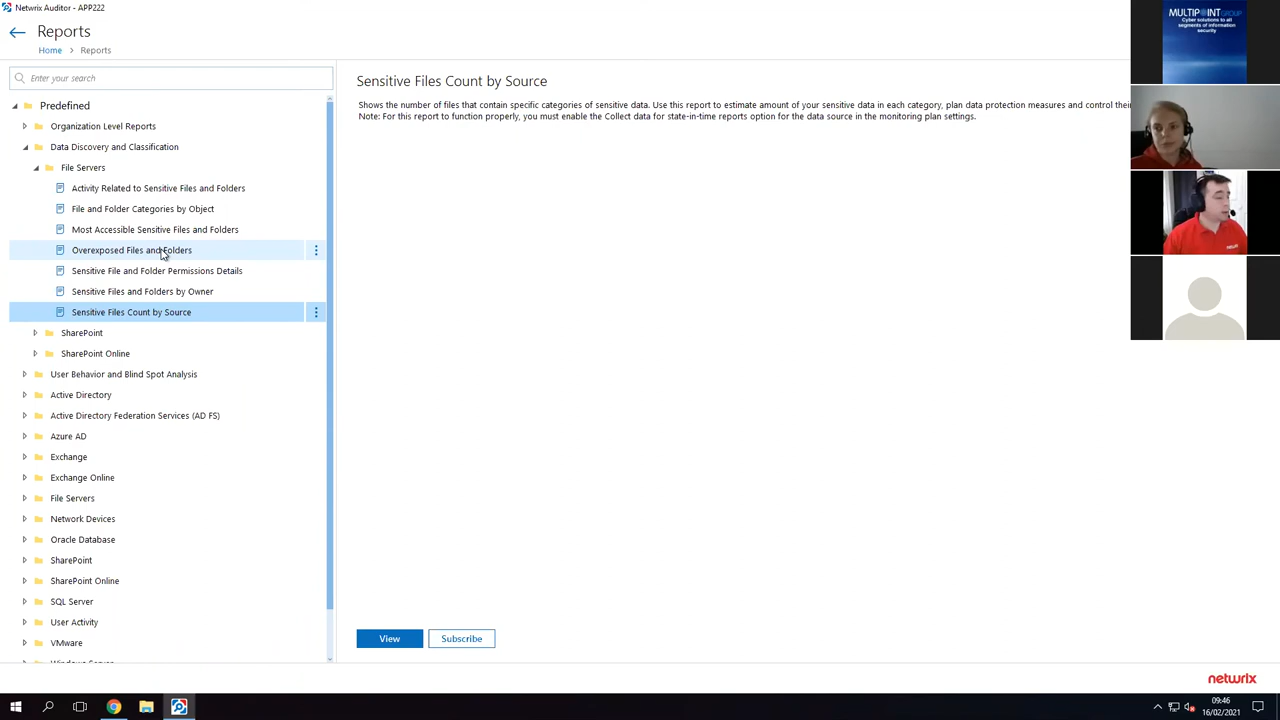 Netwrix Auditor - APP222
Reports
Home > Reports
Enter your search
Predefined
Organization Level Reports
Data Discovery and Classification
File Servers
Activity Related to Sensitive Files and Folders
File and Folder Categories by Object
Most Accessible Sensitive Files and Folders
Overexposed Files and Folders
Sensitive File and Folder Permissions Details
Sensitive Files and Folders by Owner
Sensitive Files Count by Source
SharePoint
SharePoint Online
User Behavior and Blind Spot Analysis
Active Directory
Active Directory Federation Services (AD FS)
Azure AD
Exchange
Exchange Online
File Servers
Network Devices
Oracle Database
SharePoint
SharePoint Online
SQL Server
User Activity
VMware
Windows Server
Sensitive Files Count by Source
Shows the number of files that contain specific categories of sensitive data. Use this report to estimate amount of your sensitive data in each category, plan data protection measures and control their
Note: For this report to function properly, you must enable the Collect data for state-in-time reports option for the data source in the monitoring plan settings.
View
Subscribe
MULTIPOINT GROUP
Cyber solutions to all
segments of information
security
netwrix
netwrix
09:46
16/02/2021